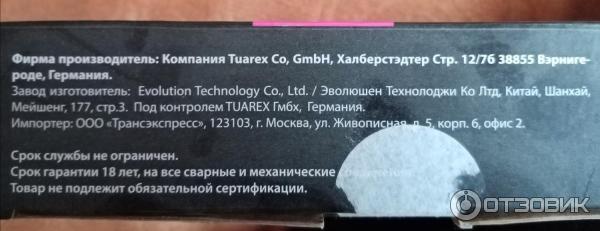 Фирма производитель: Компания Tuarex Co, GmbH, Халберстэдтер Стр. 12/7б 38855 Вэрниге-
роде, Германия.
Завод изготовитель: Evolution Technology Co., Ltd. / Эволюшен Технолоджи Ко Лтд, Китай, Шанхай,
Мейшенг, 177, стр.3. Под контролем TUAREX Гмбх, Германия.
Импортер: ООО «Трансэкспресс», 123103, г. Москва, ул. Живописная, д. 5, корп. 6, офис 2.
Срок службы не ограничен.
Срок гарантии 18 лет, на все сварные и механические
Товар не подлежит обязательной сертификации.
ОТЗОВИК